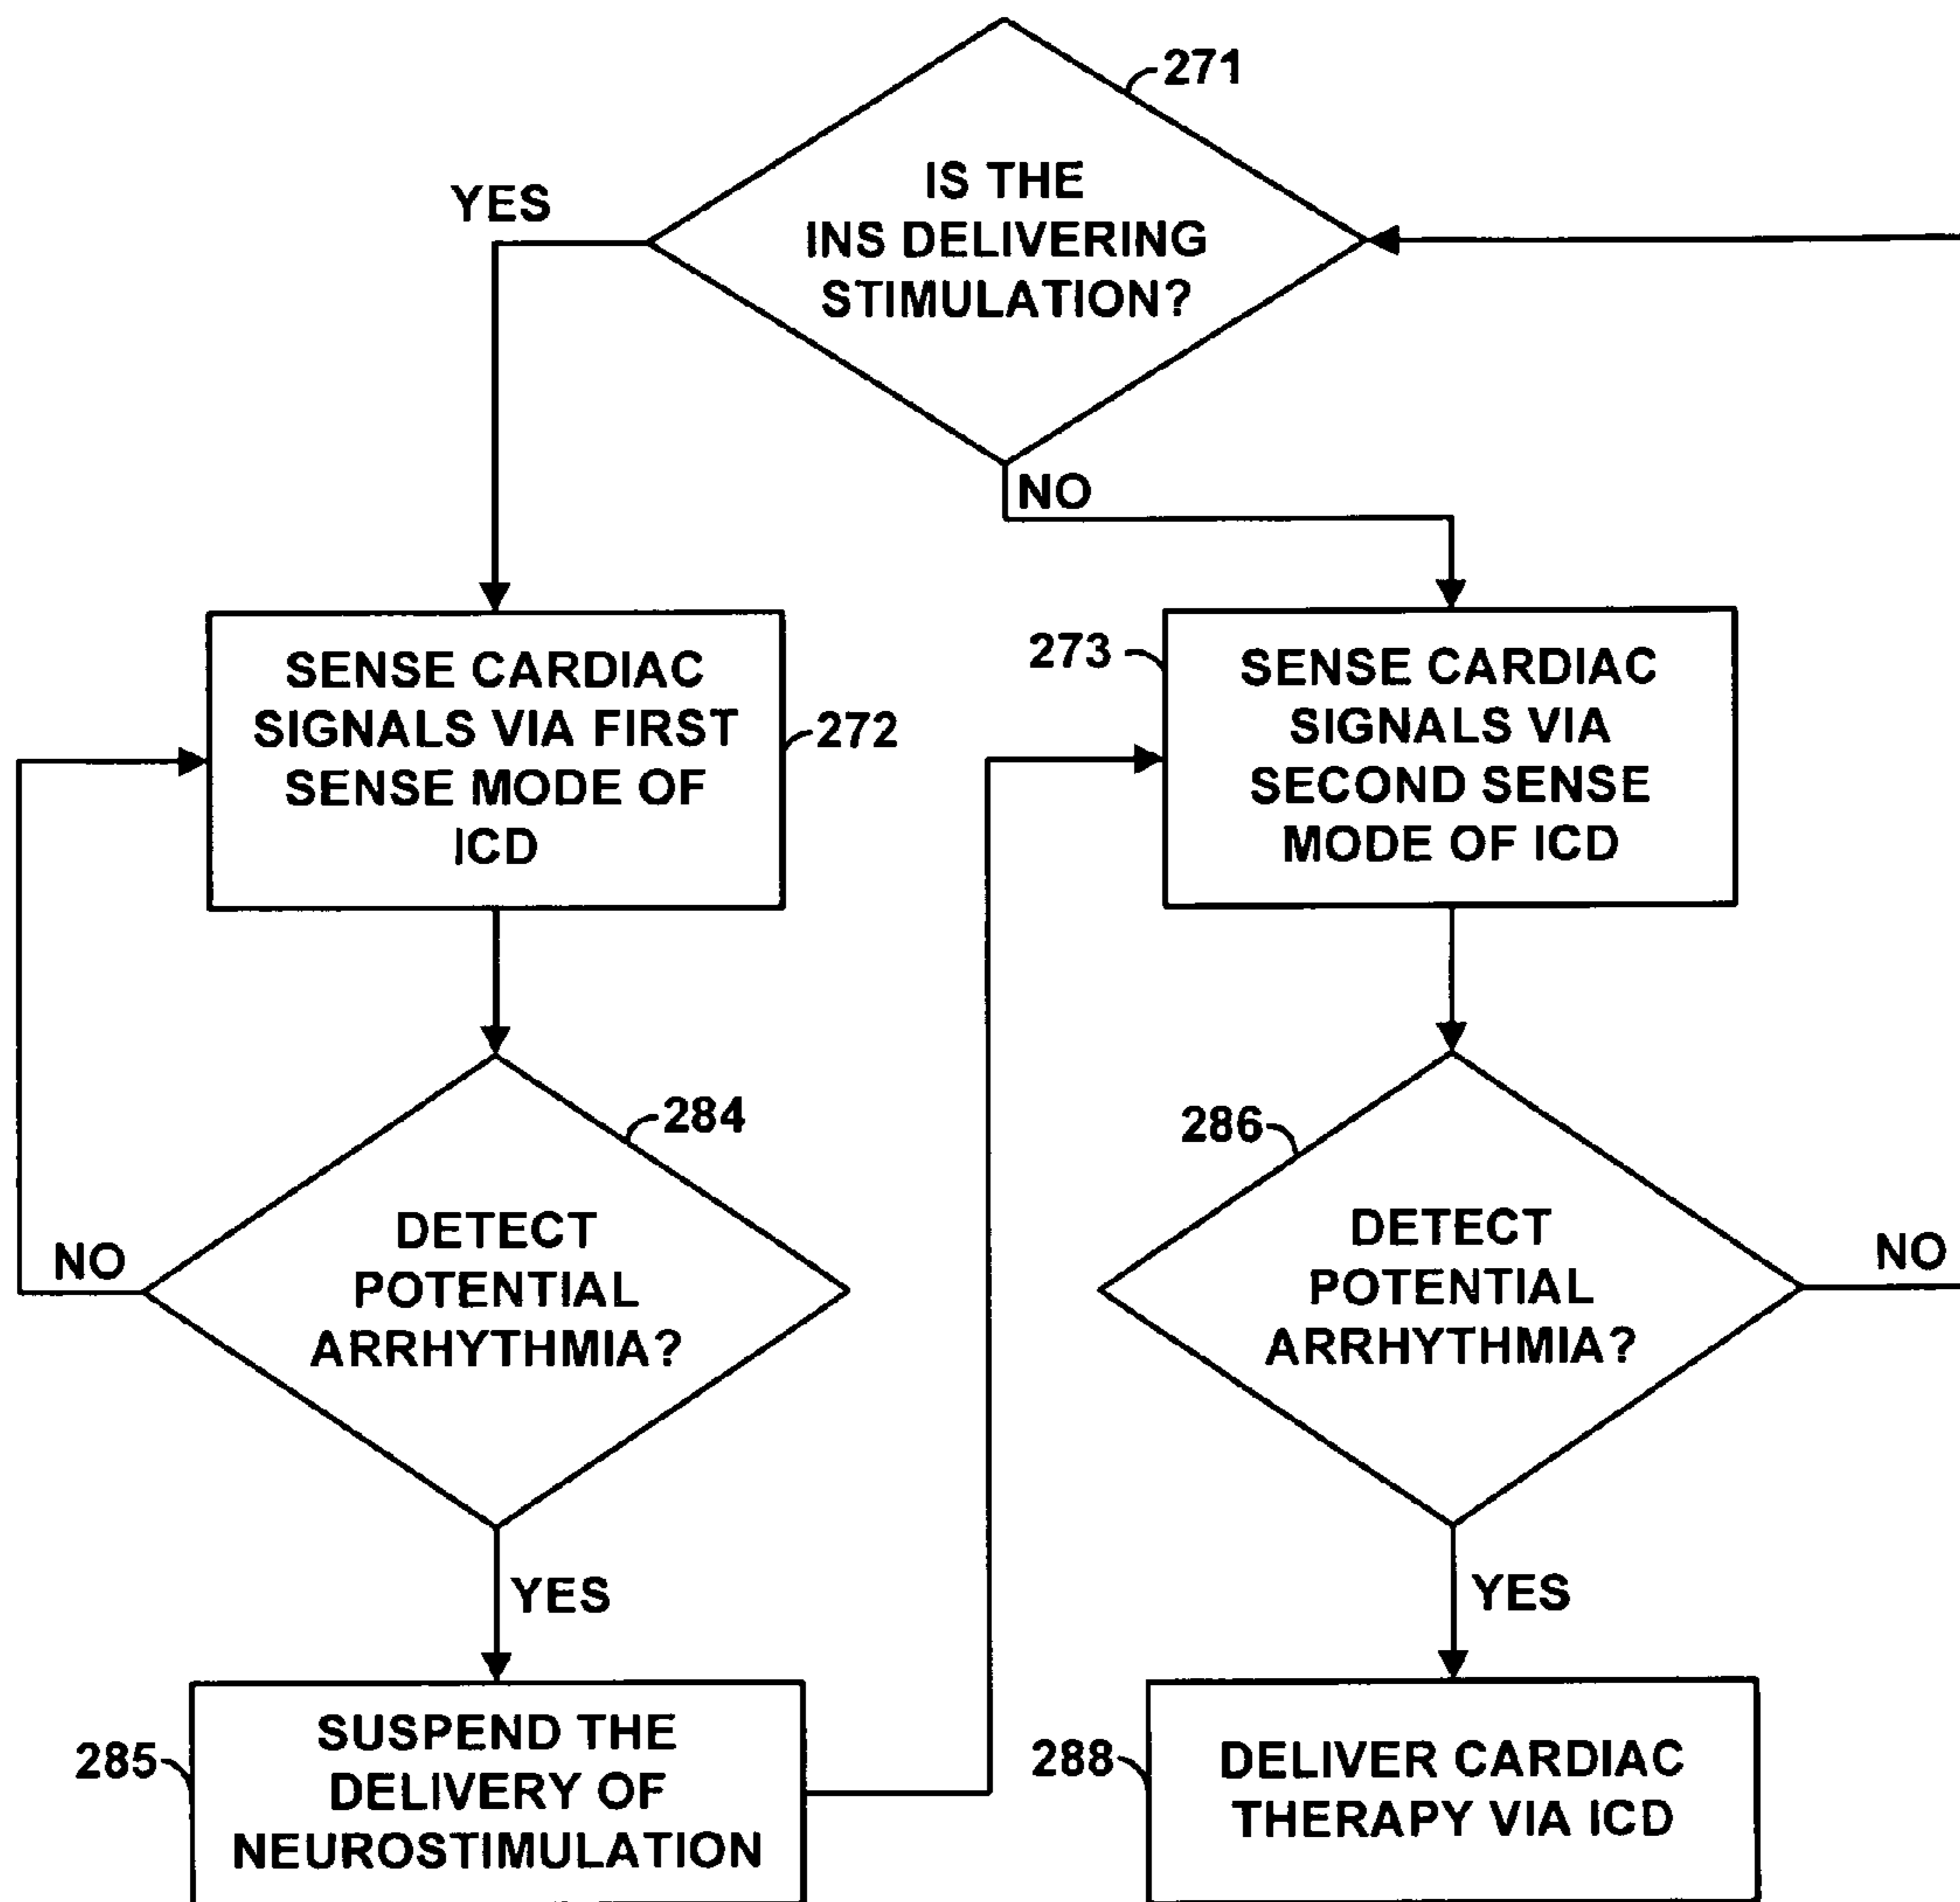 271
IS THE
INS DELIVERING
STIMULATION?
YES
NO
SENSE CARDIAC
SIGNALS VIA FIRST
SENSE MODE OF
ICD
272
273
SENSE CARDIAC
SIGNALS VIA
SECOND SENSE
MODE OF ICD
284
DETECT
POTENTIAL
ARRHYTHMIA?
NO
YES
286
DETECT
POTENTIAL
ARRHYTHMIA?
NO
YES
285
SUSPEND THE
DELIVERY OF
NEUROSTIMULATION
288
DELIVER CARDIAC
THERAPY VIA ICD